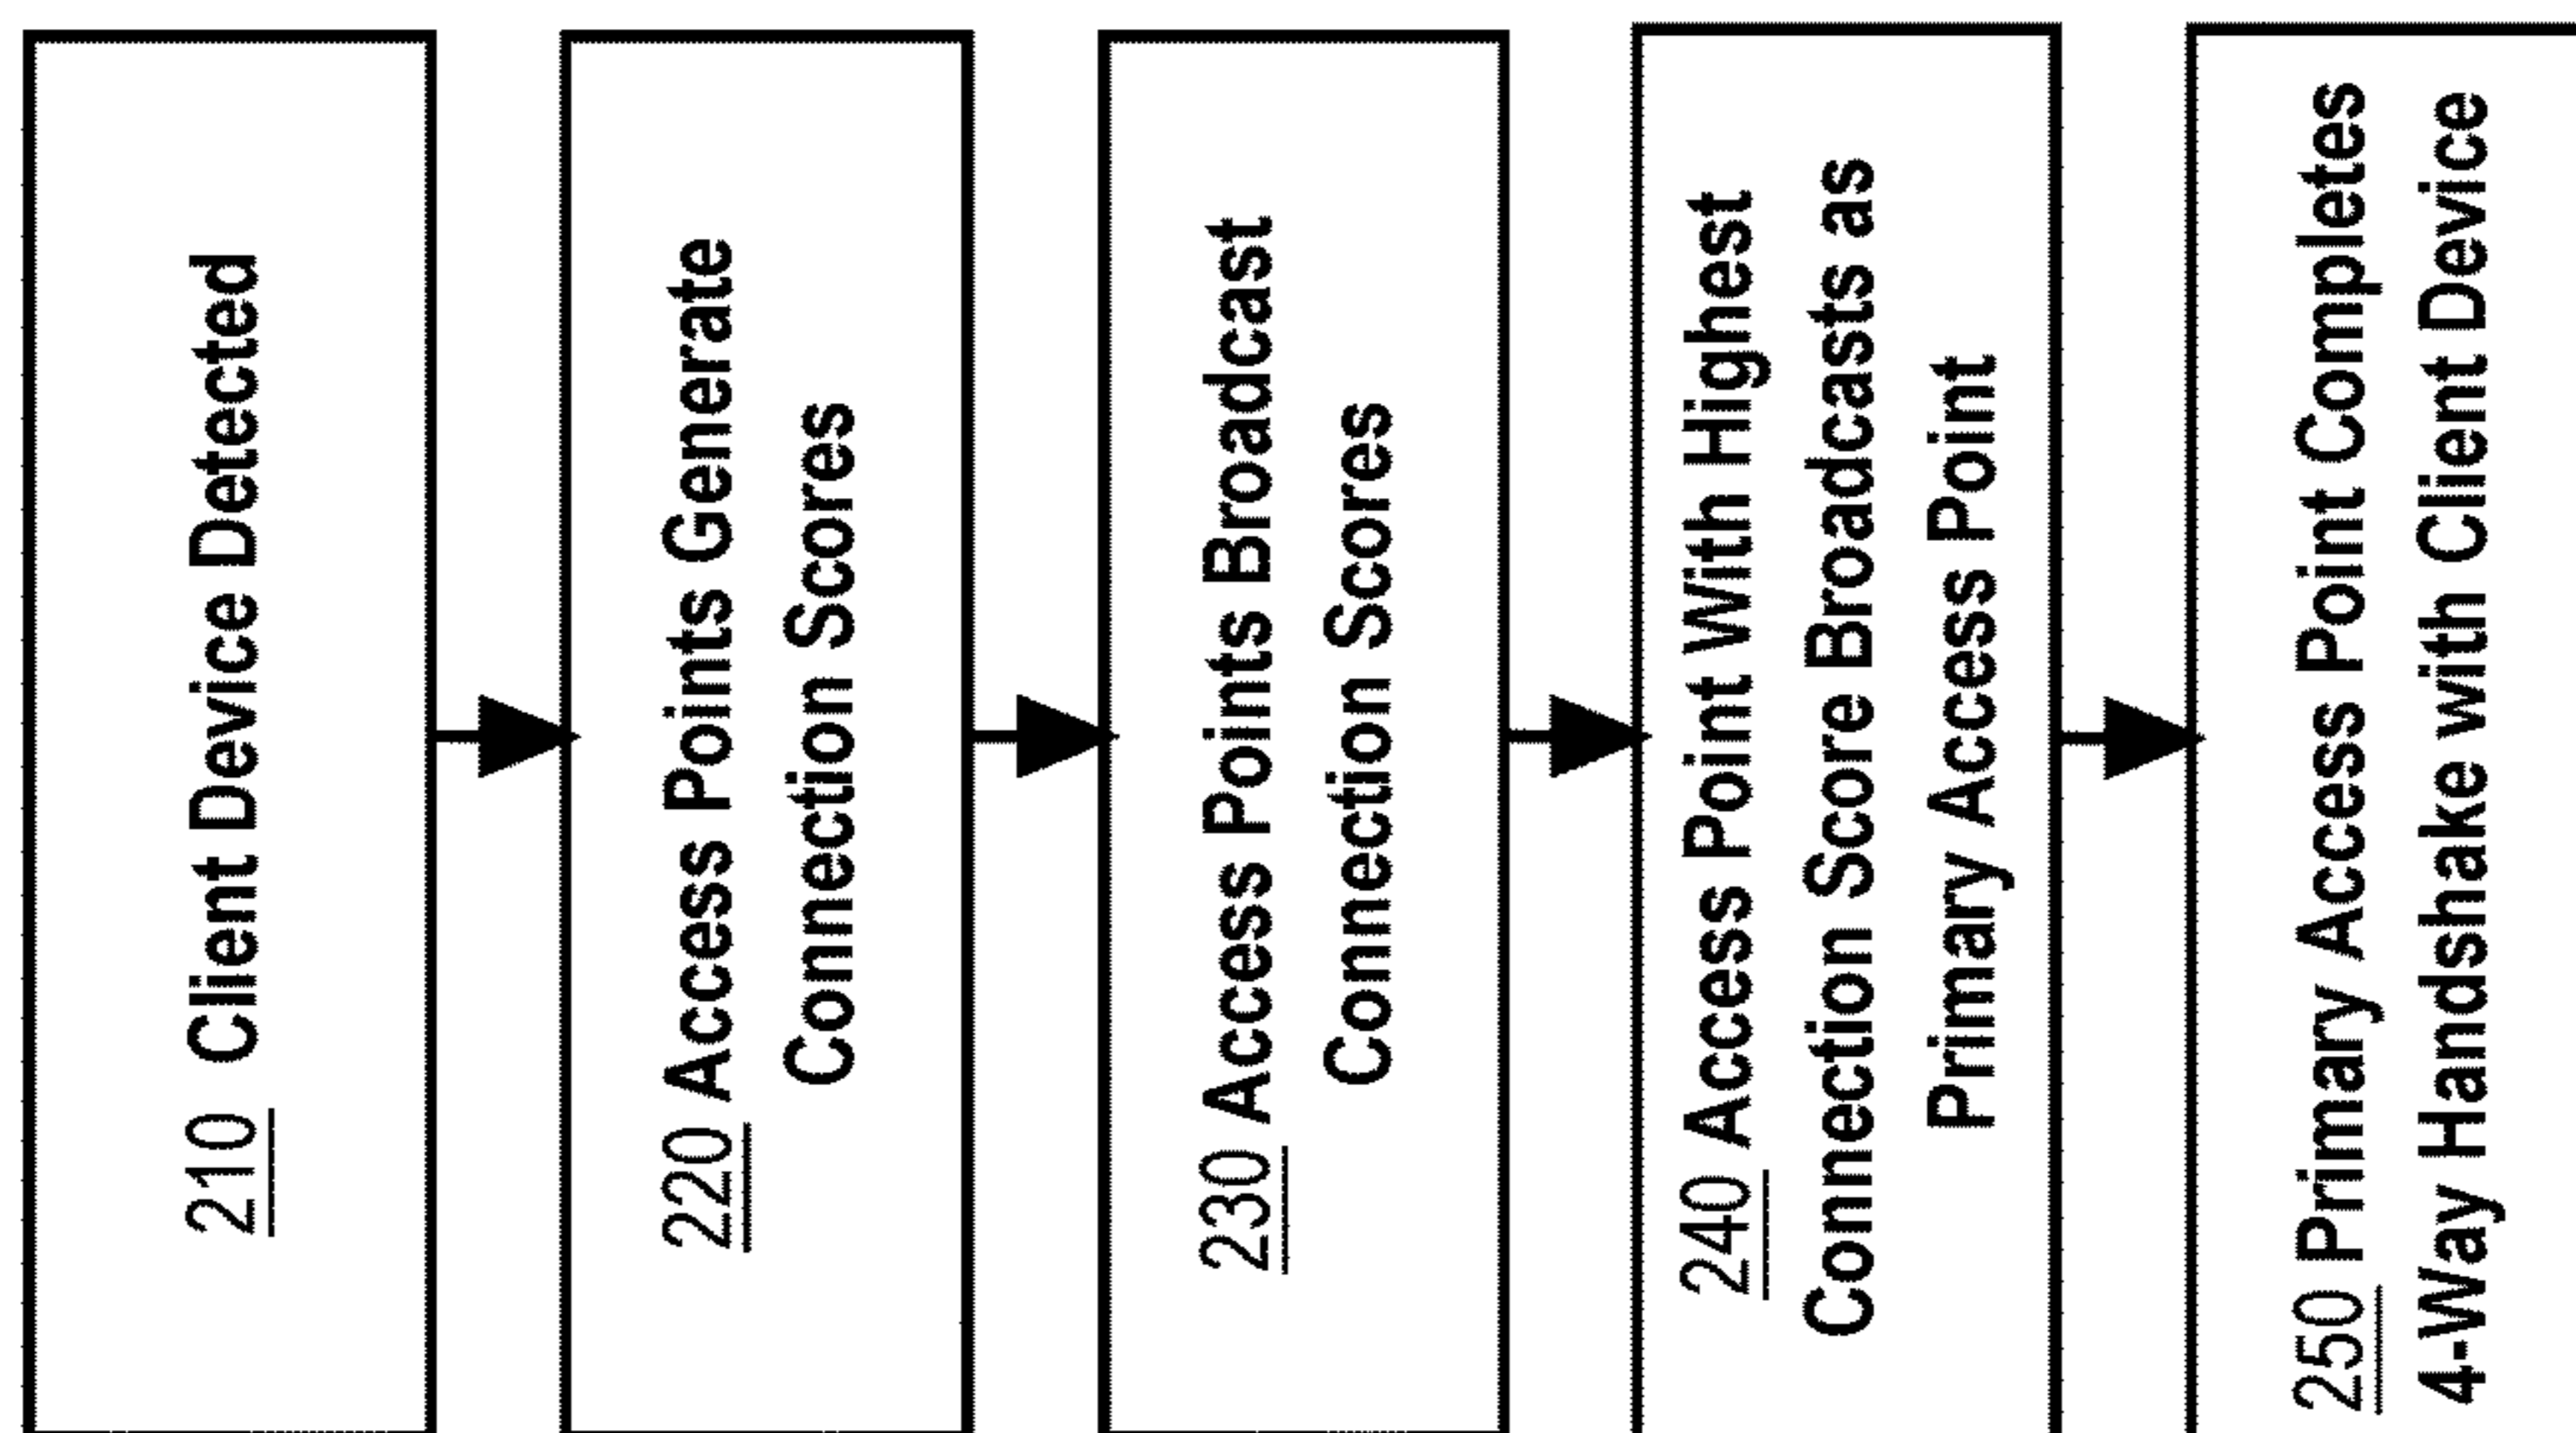 210 Client Device Detected
220 Access Points Generate
Connection Scores
230 Access Points Broadcast
Connection Scores
240 Access Point With Highest
Connection Score Broadcasts as
Primary Access Point
250 Primary Access Point Completes
4-Way Handshake with Client Device